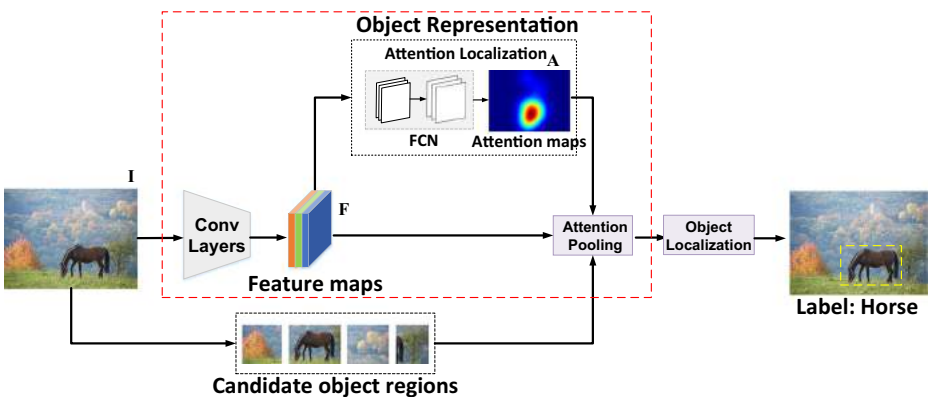 Object Representation
Attention Localization
A
FCN
Attention maps
I
Conv
Layers
F
Feature maps
Attention
Pooling
Object
Localization
Label: Horse
Candidate object regions